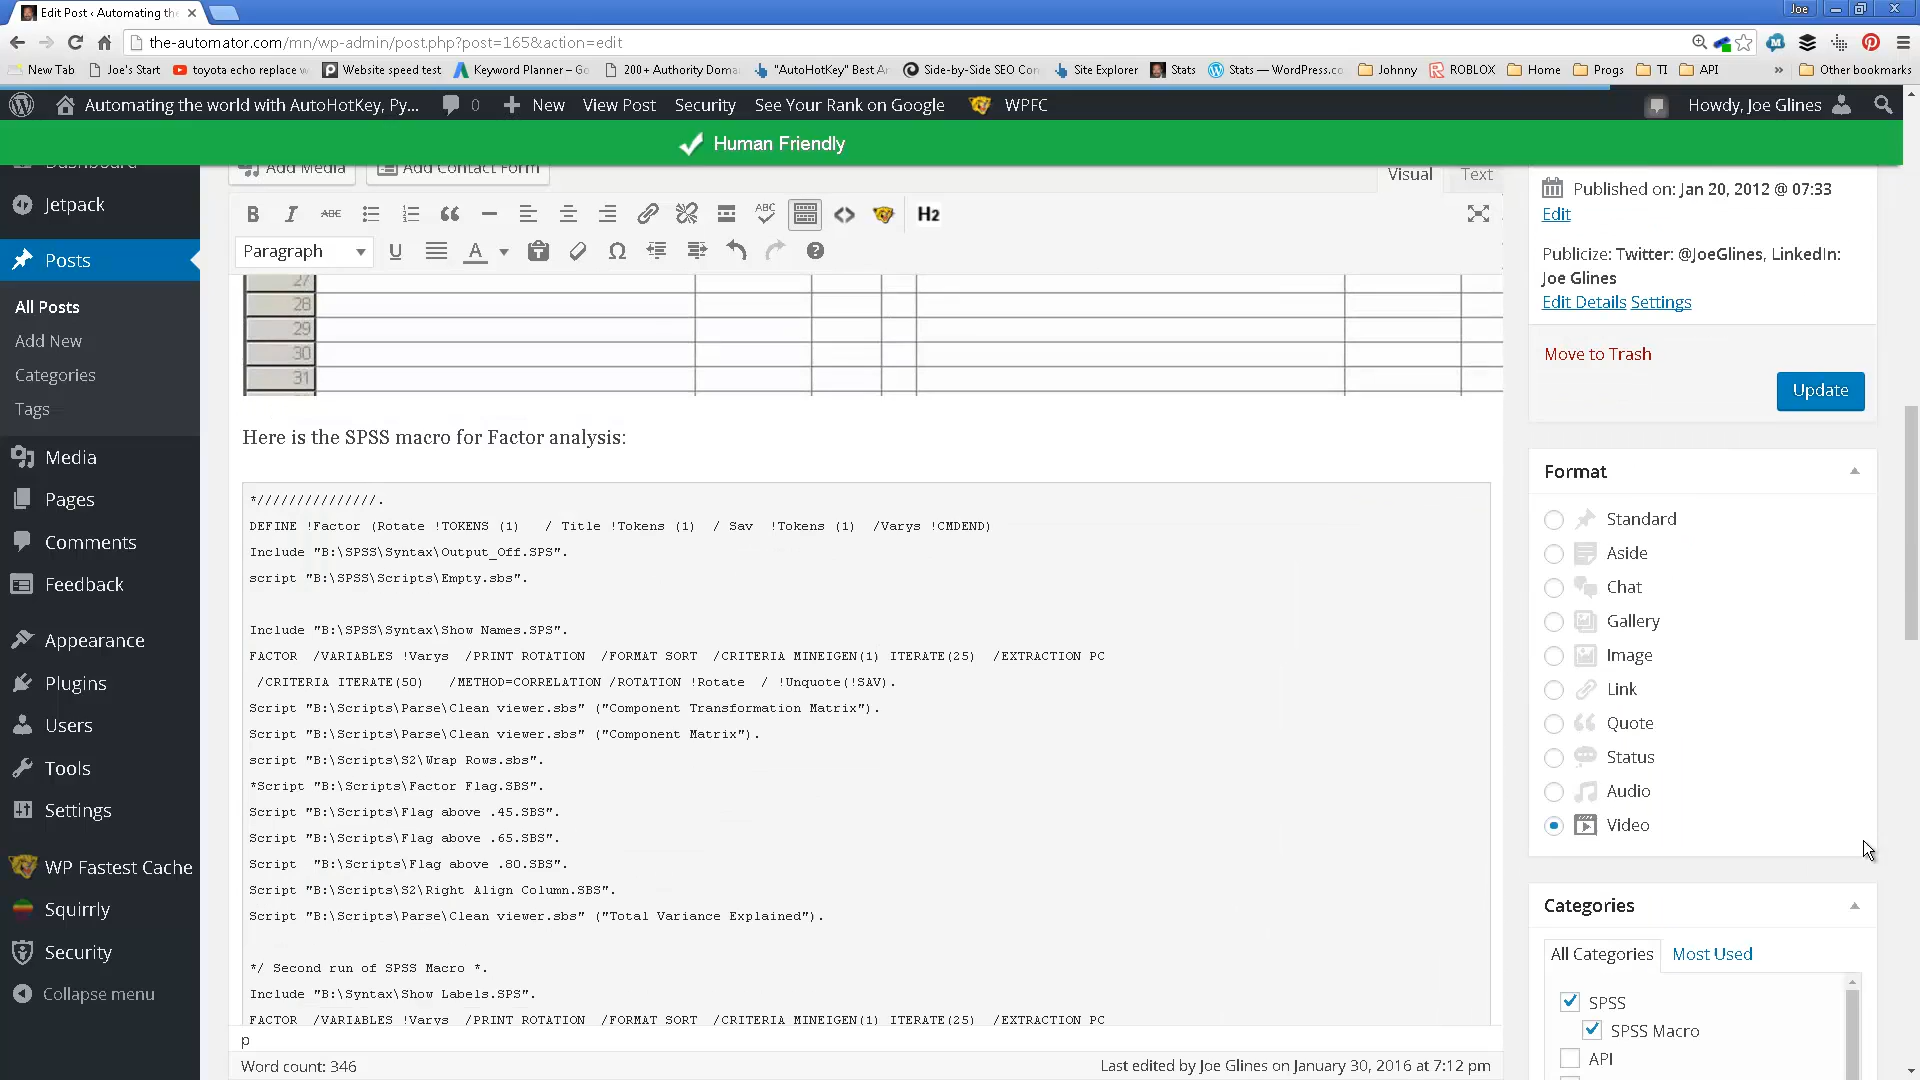 Edit Post ‹ Automating th
Joe
the-automator.com/mn/wp-admin/post.php?post=165&action=edit
New Tab
Joe's Start
toyota echo replace w
Website speed test
Keyword Planner – Go
200+ Authority Domai
"AutoHotKey" Best An
Side-by-Side SEO Con
Site Explorer
Stats
Stats — WordPress.co
Johnny
ROBLOX
Home
Progs
TI
API
»
Other bookmarks
Automating the world with AutoHotKey, Py...
0
New
View Post
Security
See Your Rank on Google
WPFC
Howdy, Joe Glines
Human Friendly
Dashboard
Jetpack
Posts
All Posts
Add New
Categories
Tags
Media
Pages
Comments
Feedback
Appearance
Plugins
Users
Tools
Settings
WP Fastest Cache
Squirrly
Security
Collapse menu
Add Media
Add Contact Form
Visual
Text
B I ABC ABC H2
Paragraph U A Ω
27
28
29
30
31
Here is the SPSS macro for Factor analysis:
*///////////////.
DEFINE !Factor (Rotate !TOKENS (1) / Title !Tokens (1) / Sav !Tokens (1) /Varys !CMDEND)
Include "B:\SPSS\Syntax\Output_Off.SPS".
script "B:\SPSS\Scripts\Empty.sbs".
Include "B:\SPSS\Syntax\Show Names.SPS".
FACTOR /VARIABLES !Varys /PRINT ROTATION /FORMAT SORT /CRITERIA MINEIGEN(1) ITERATE(25) /EXTRACTION PC
/CRITERIA ITERATE(50) /METHOD=CORRELATION /ROTATION !Rotate / !Unquote(!SAV).
Script "B:\Scripts\Parse\Clean viewer.sbs" ("Component Transformation Matrix").
Script "B:\Scripts\Parse\Clean viewer.sbs" ("Component Matrix").
script "B:\Scripts\S2\Wrap Rows.sbs".
*Script "B:\Scripts\Factor Flag.SBS".
Script "B:\Scripts\Flag above .45.SBS".
Script "B:\Scripts\Flag above .65.SBS".
Script "B:\Scripts\Flag above .80.SBS".
Script "B:\Scripts\S2\Right Align Column.SBS".
Script "B:\Scripts\Parse\Clean viewer.sbs" ("Total Variance Explained").
*/ Second run of SPSS Macro *.
Include "B:\Syntax\Show Labels.SPS".
FACTOR /VARIABLES !Varys /PRINT ROTATION /FORMAT SORT /CRITERIA MINEIGEN(1) ITERATE(25) /EXTRACTION PC
p
Word count: 346
Last edited by Joe Glines on January 30, 2016 at 7:12 pm
Published on: Jan 20, 2012 @ 07:33
Edit
Publicize: Twitter: @JoeGlines, LinkedIn:
Joe Glines
Edit Details Settings
Move to Trash
Update
Format
Standard
Aside
Chat
Gallery
Image
Link
Quote
Status
Audio
Video
Categories
All Categories
Most Used
SPSS
SPSS Macro
API